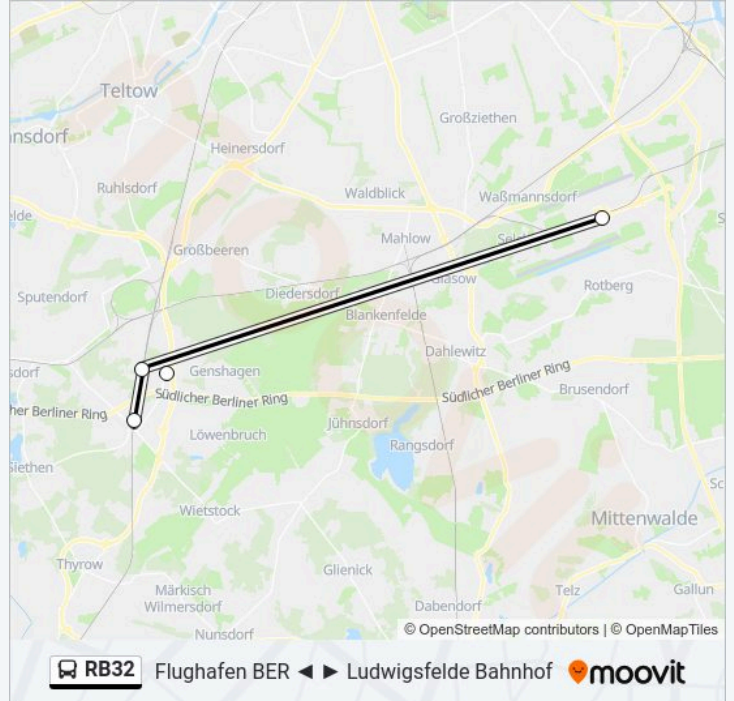 Teltow
nsdorf
Großziethen
Heinersdorf
Ruhlsdorf
Waldblick
Waßmannsdorf
elde
Mahlow
Großbeeren
Glasow
Rotberg
Sputendorf
Diedersdorf
Blankenfelde
Dahlewitz
sdorf
Genshagen
Südlicher Berliner Ring
Südlicher Berliner Ring
Brusendorf
her Berliner Ring
Löwenbruch
Jühnsdorf
Rangsdorf
Siethen
Sc
Wietstock
Mittenwalde
Thyrow
Glienick
Märkisch
Wilmersdorf
Telz
Gallun
Dabendorf
Nunsdorf
© OpenStreetMap contributors | © OpenMapTiles
RB32 Flughafen BER ◄ ► Ludwigsfelde Bahnhof moovit